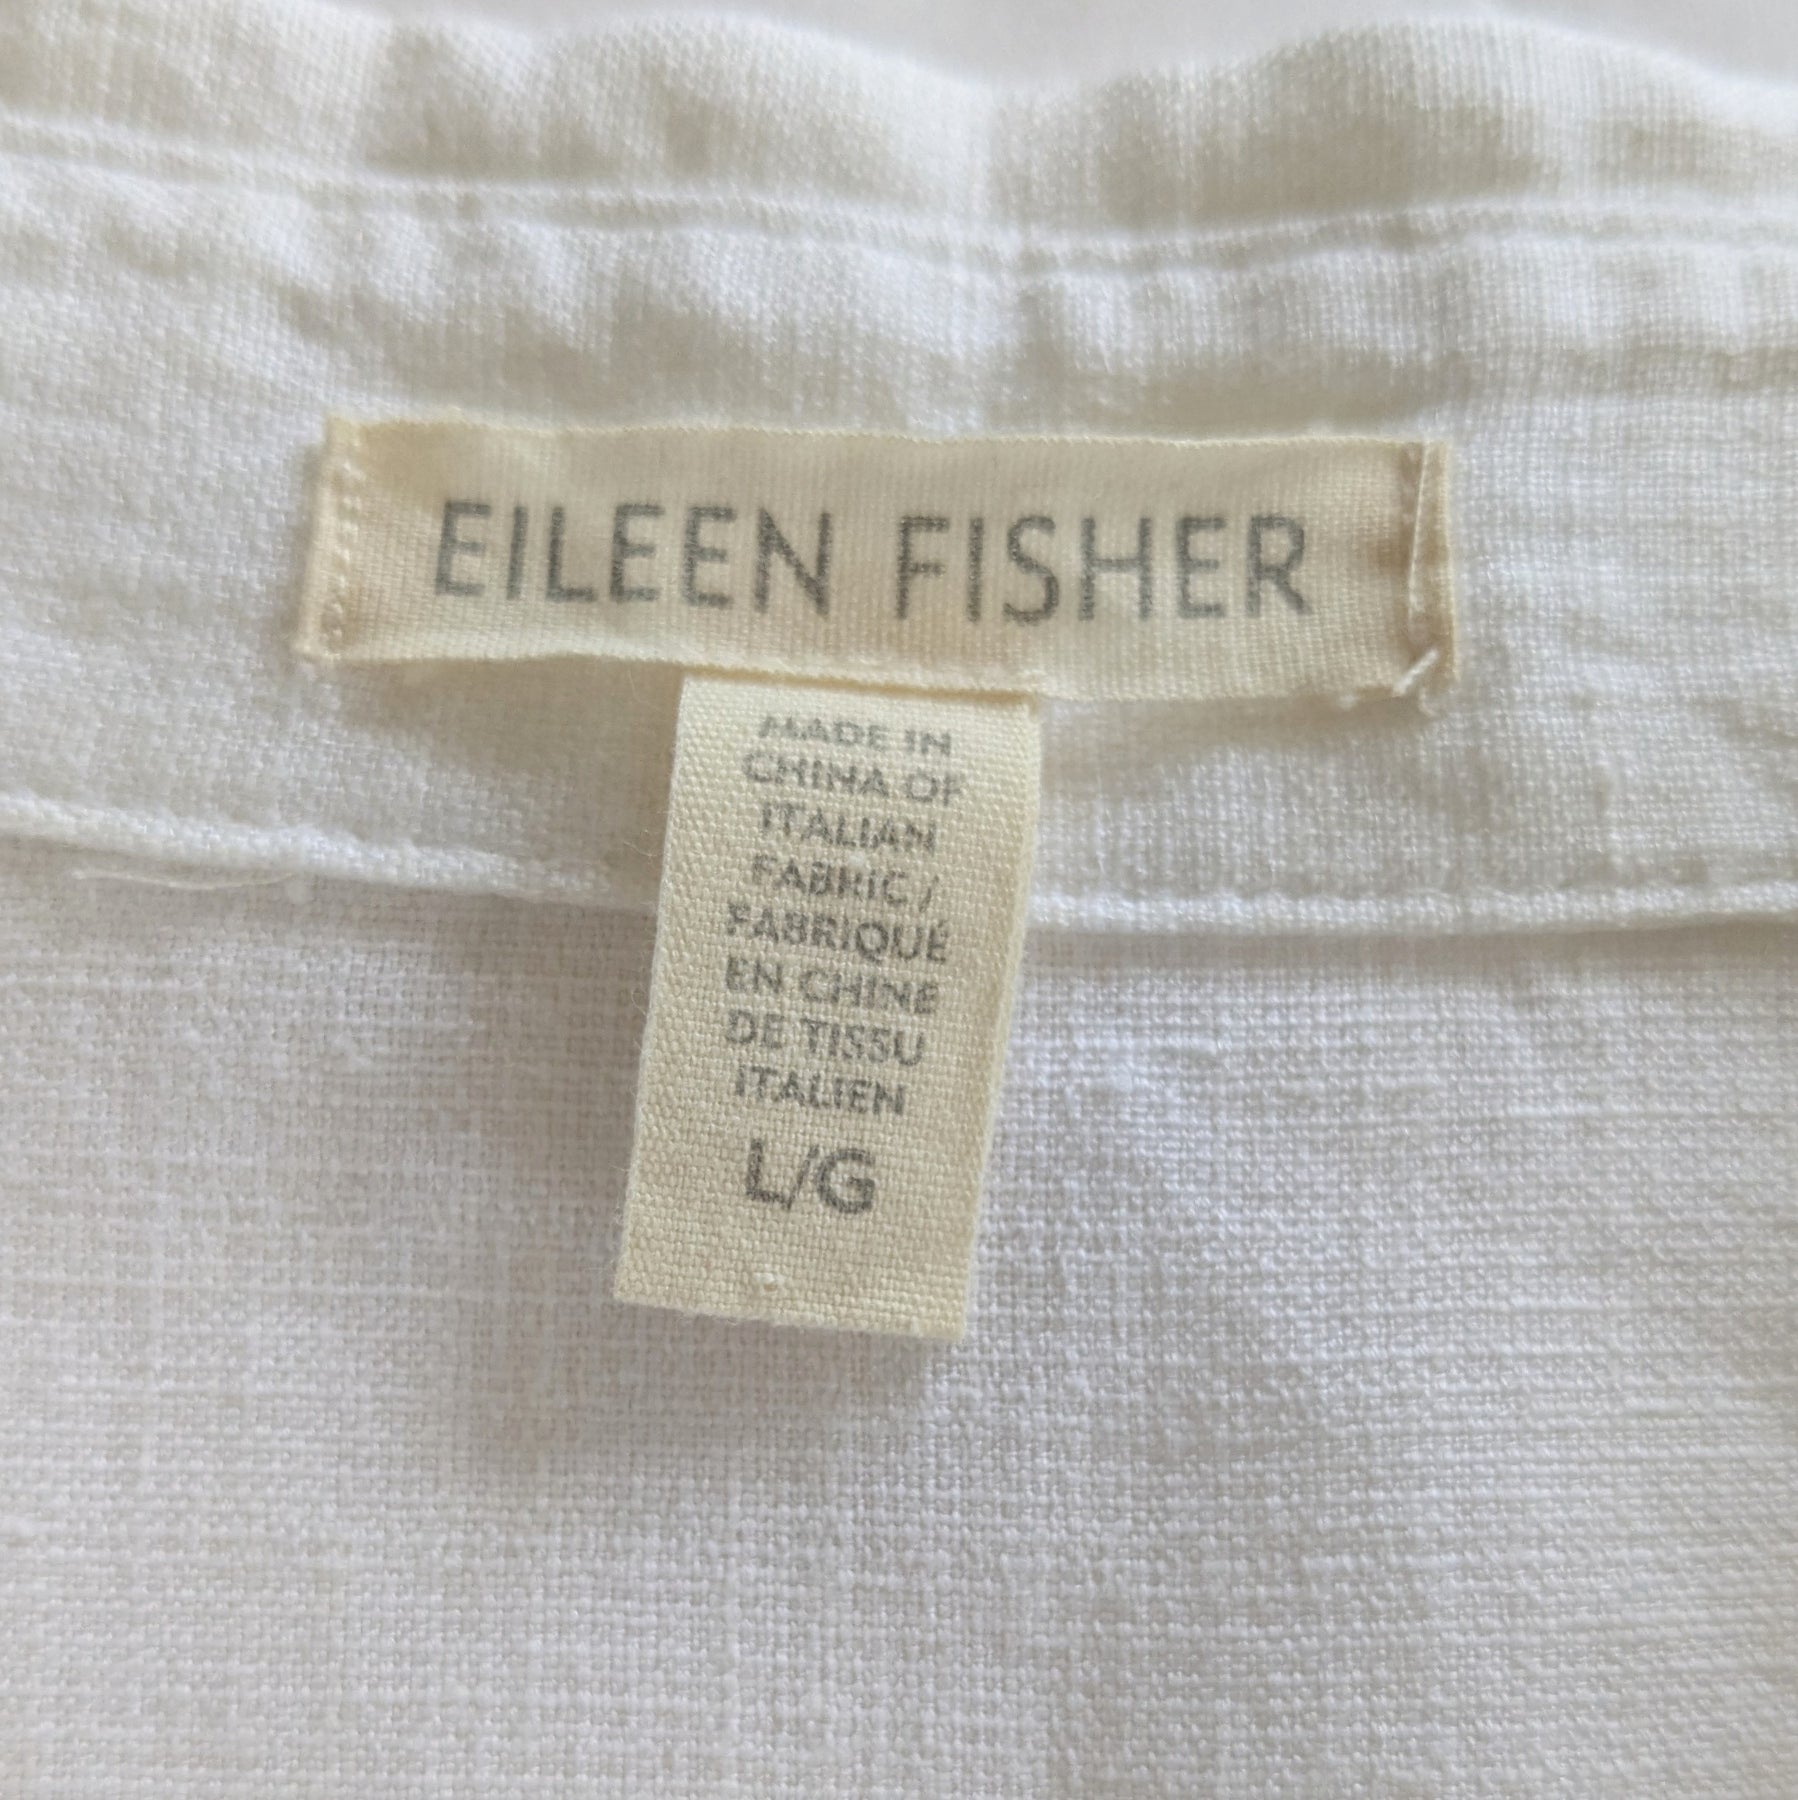 EILEEN FISHER
MADE IN
CHINA OF
ITALIAN
FABRIC /
FABRIQUÉ
EN CHINE
DE TISSU
ITALIEN
L/G